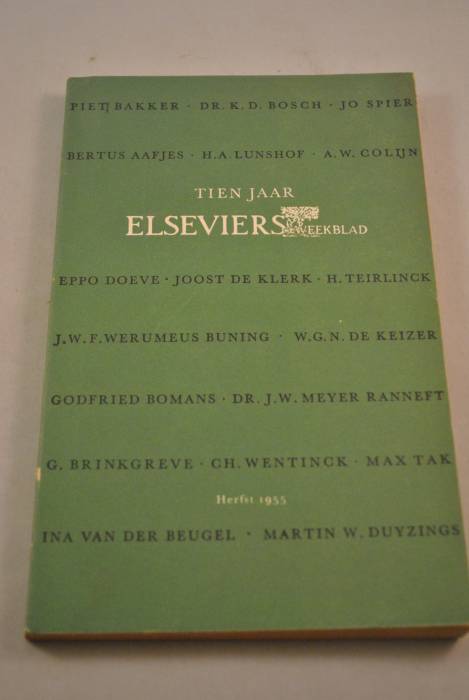 PIET BAKKER · DR. K. D. BOSCH · JO SPIER
BERTUS AAFJES · H. A. LUNSHOF · A. W. COLIJN
TIEN JAAR
ELSEVIERS WEEKBLAD
EPPO DOEVE · JOOST DE KLERK · H. TEIRLINCK
J. W. F. WERUMEUS BUNING · W. G. N. DE KEIZER
GODFRIED BOMANS · DR. J. W. MEYER RANNEFT
G. BRINKGREVE · CH. WENTINCK · MAX TAK
Herfst 1955
INA VAN DER BEUGEL · MARTIN W. DUYZINGS